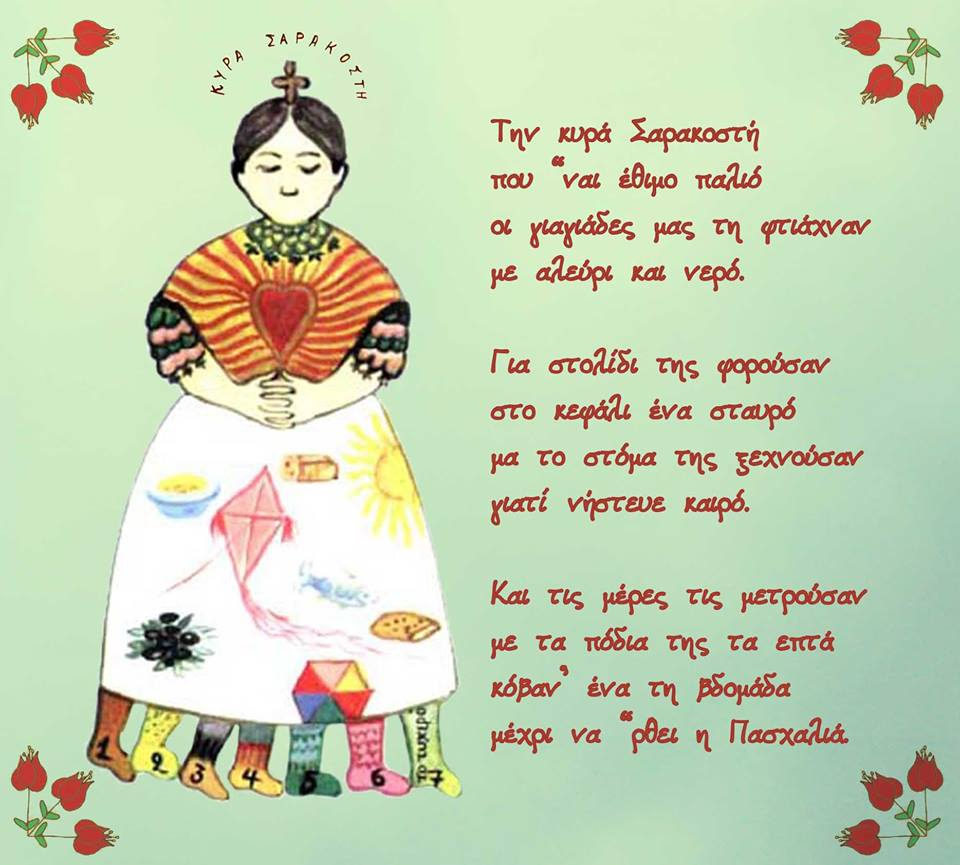 ΚΥΡΑ ΣΑΡΑΚΟΣΤΗ
Την κυρά Σαρακοστή
που “ναι έθιμο παλιό
οι γιαγιάδες μας τη φτιάχναν
με αλεύρι και νερό.
Για στολίδι της φορούσαν
στο κεφάλι ένα σταυρό
μα το στόμα της ξεχνούσαν
γιατί νήστευε καιρό.
Και τις μέρες τις μετρούσαν
με τα πόδια της τα επτά
κόβαν’ ένα τη βδομάδα
μέχρι να “ρθει η Πασχαλιά.
1 2 3 4 5 6 7